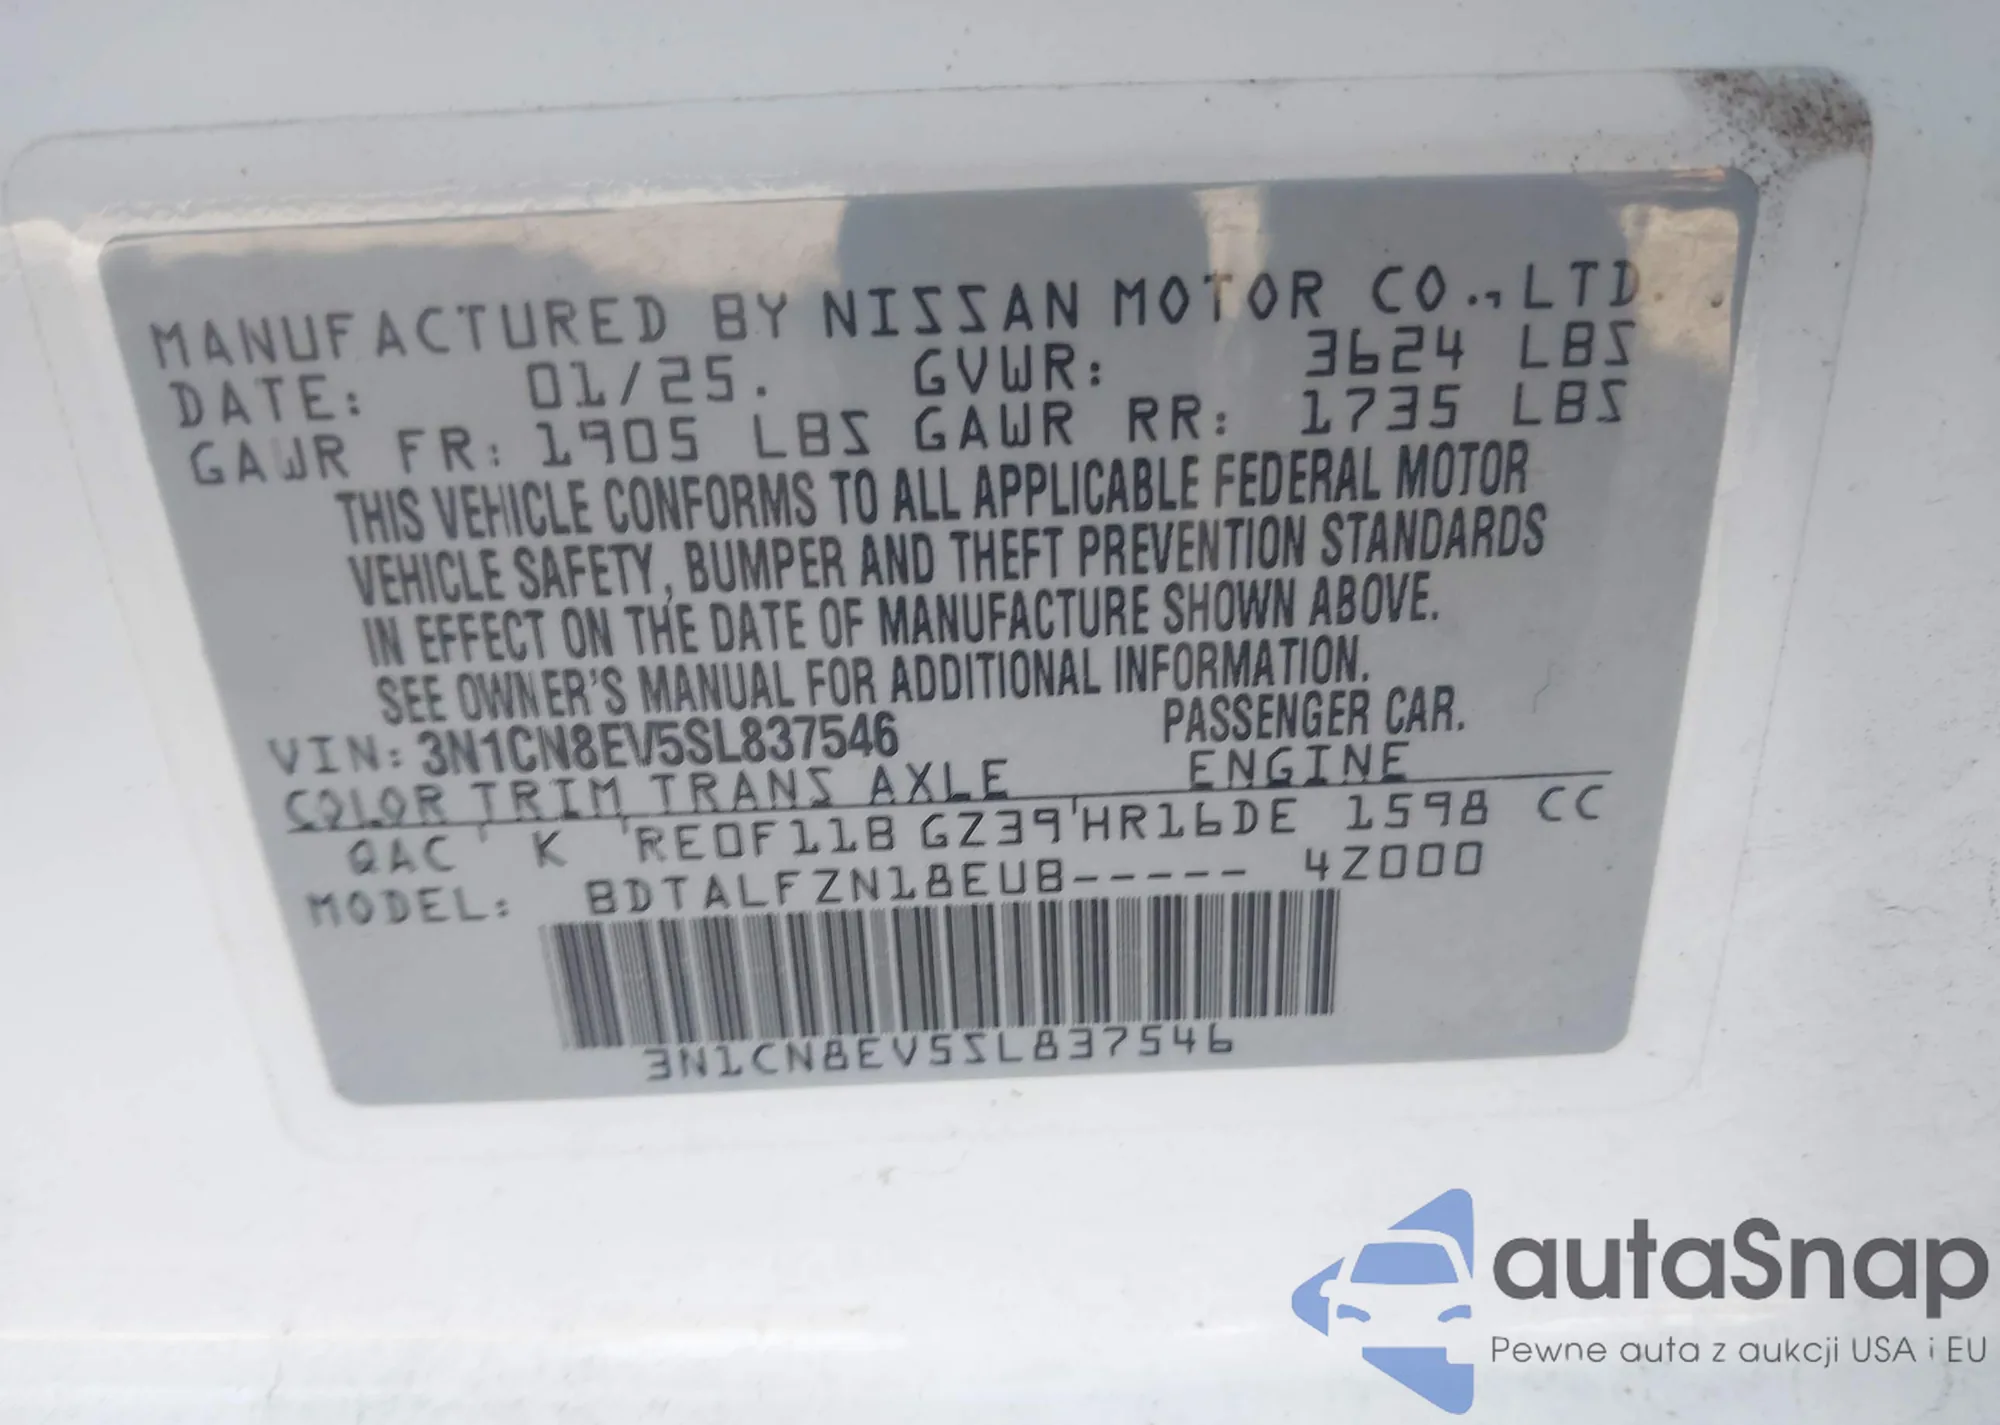 MANUFACTURED BY NISSAN MOTOR CO., LTD.
DATE: 01/25. GVWR: 3624 LBS
GAWR FR: 1905 LBS GAWR RR: 1735 LBS
THIS VEHICLE CONFORMS TO ALL APPLICABLE FEDERAL MOTOR
VEHICLE SAFETY, BUMPER AND THEFT PREVENTION STANDARDS
IN EFFECT ON THE DATE OF MANUFACTURE SHOWN ABOVE.
SEE OWNER'S MANUAL FOR ADDITIONAL INFORMATION.
VIN: 3N1CN8EV5SL837546 PASSENGER CAR.
COLOR TRIM TRANS AXLE ENGINE
QAC K RE0F11B GZ39 HR16DE 1598 CC
MODEL: BDTALFZN18EUB----- 4Z000
3N1CN8EV5SL837546
autaSnap
Pewne auta z aukcji USA i EU